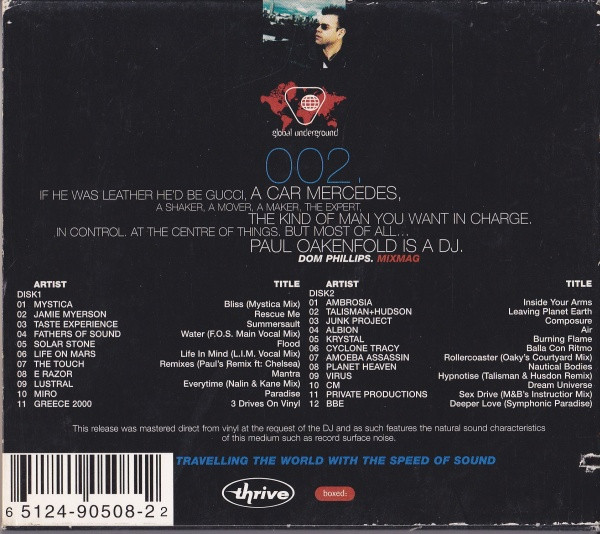 global underground
002.
IF HE WAS LEATHER HE'D BE GUCCI, A CAR MERCEDES,
A SHAKER, A MOVER, A MAKER, THE EXPERT,
THE KIND OF MAN YOU WANT IN CHARGE.
IN CONTROL. AT THE CENTRE OF THINGS. BUT MOST OF ALL...
PAUL OAKENFOLD IS A DJ.
DOM PHILLIPS. MIXMAG
ARTIST TITLE
DISK1
01 MYSTICA Bliss (Mystica Mix)
02 JAMIE MYERSON Rescue Me
03 TASTE EXPERIENCE Summersault
04 FATHERS OF SOUND Water (F.O.S. Main Vocal Mix)
05 SOLAR STONE Flood
06 LIFE ON MARS Life In Mind (L.I.M. Vocal Mix)
07 THE TOUCH Remixes (Paul's Remix ft: Chelsea)
08 E RAZOR Mantra
09 LUSTRAL Everytime (Nalin & Kane Mix)
10 MIRO Paradise
11 GREECE 2000 3 Drives On Vinyl
ARTIST TITLE
DISK2
01 AMBROSIA Inside Your Arms
02 TALISMAN+HUDSON Leaving Planet Earth
03 JUNK PROJECT Composure
04 ALBION Air
05 KRYSTAL Burning Flame
06 CYCLONE TRACY Balla Con Ritmo
07 AMOEBA ASSASSIN Rollercoaster (Oaky's Courtyard Mix)
08 PLANET HEAVEN Nautical Bodies
09 VIRUS Hypnotise (Talisman & Husdon Remix)
10 CM Dream Universe
11 PRIVATE PRODUCTIONS Sex Drive (M&B's Instructior Mix)
12 BBE Deeper Love (Symphonic Paradise)
This release was mastered direct from vinyl at the request of the DJ and as such features the natural sound characteristics
of this medium such as record surface noise.
TRAVELLING THE WORLD WITH THE SPEED OF SOUND
thrive
boxed:
6 5124-90508-2 2